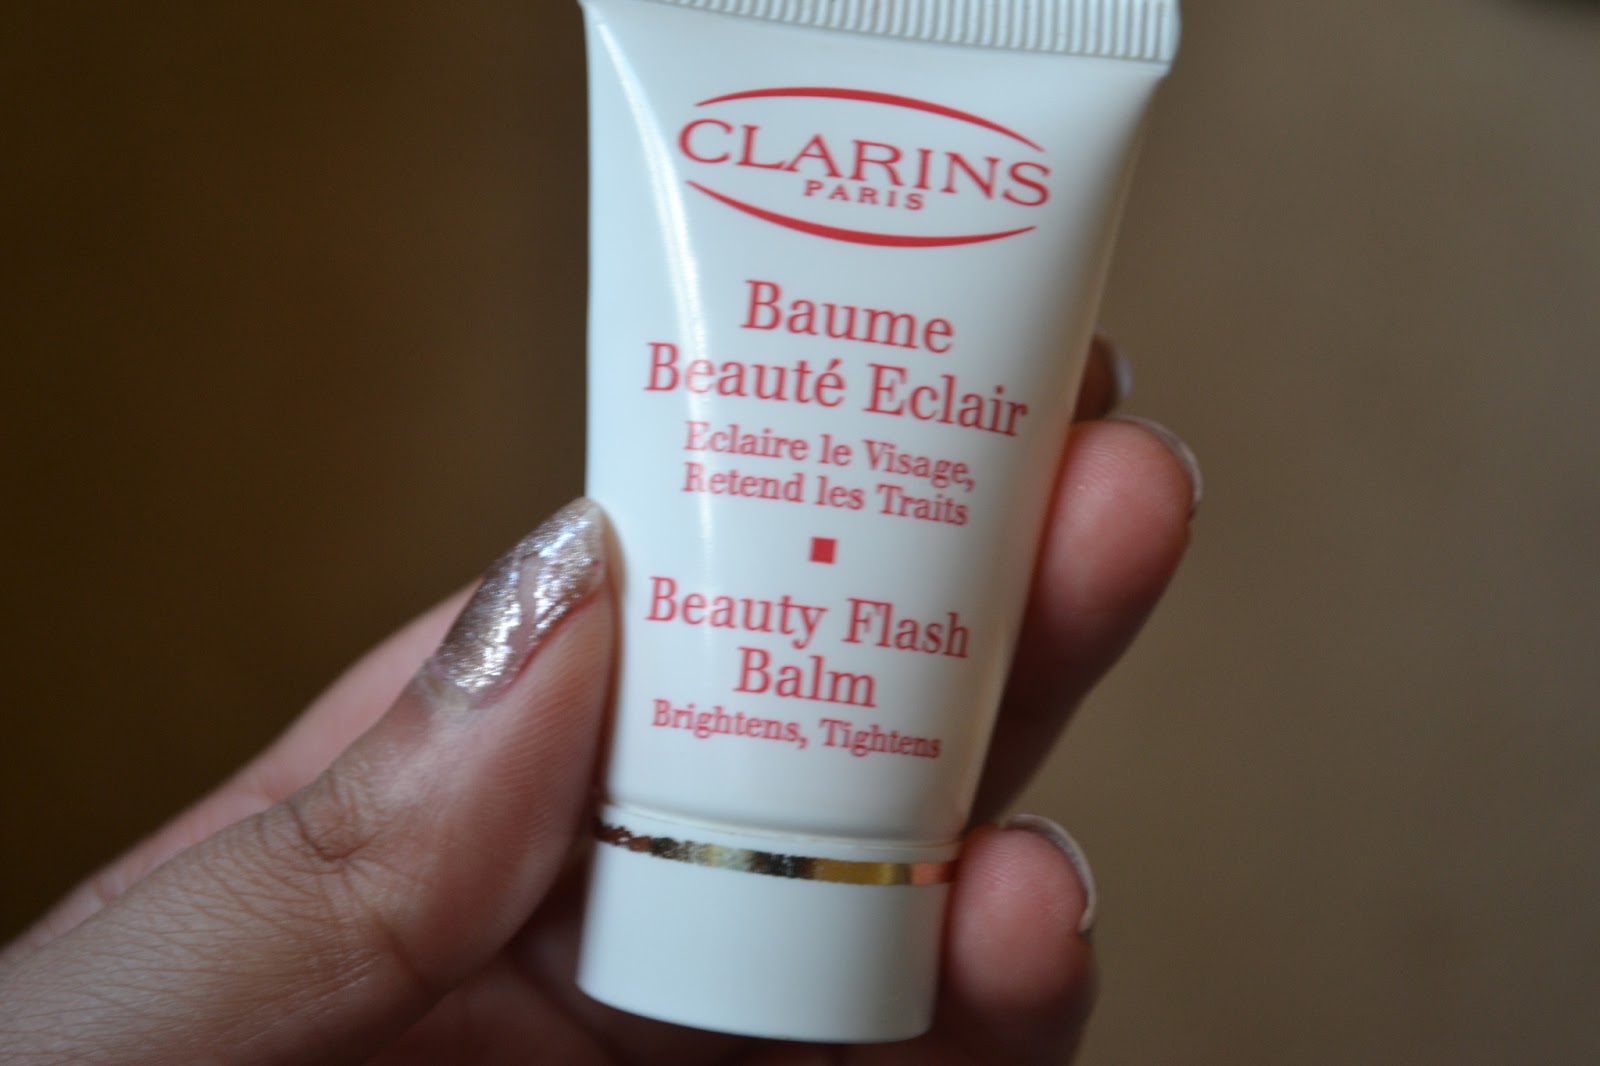 CLARINS
PARIS
Baume
Beauté Eclair
Eclaire le Visage,
Retend les Traits
Beauty Flash
Balm
Brightens, Tightens